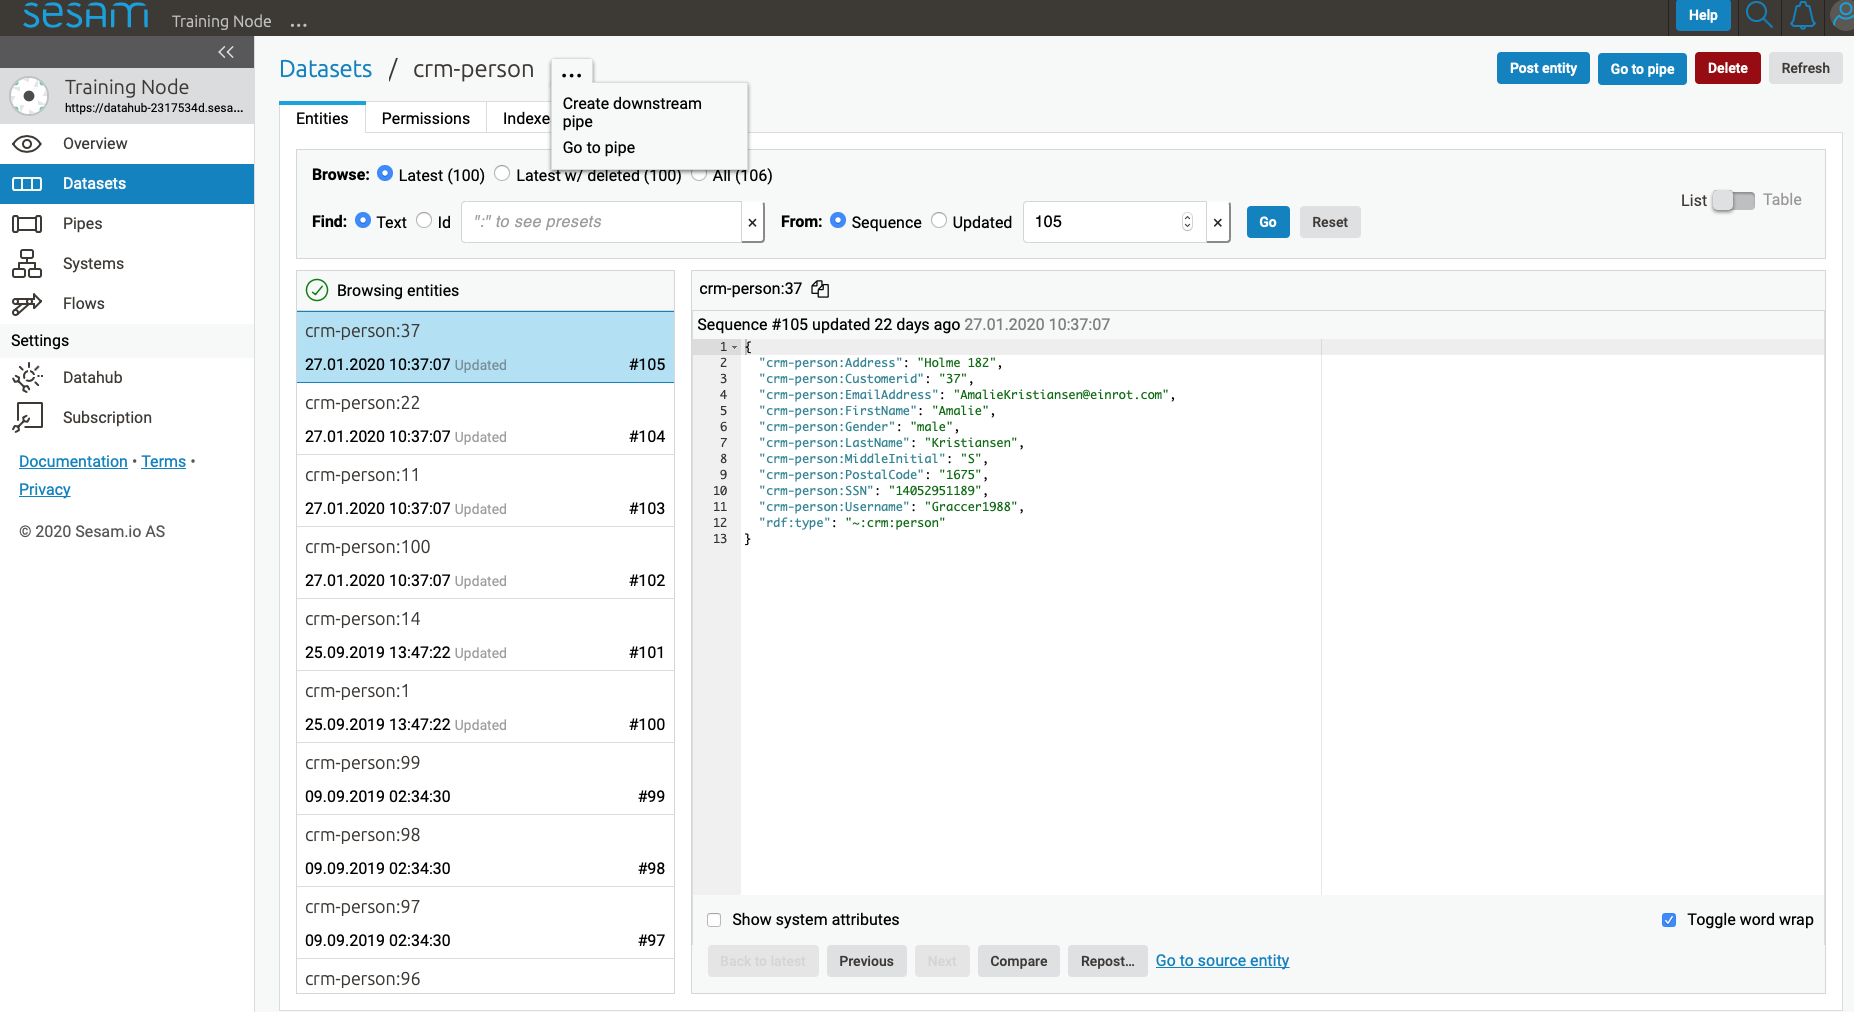 sesam Training Node ...
Help
Training Node
https://datahub-2317534d.sesa...
Overview
Datasets
Pipes
Systems
Flows
Settings
Datahub
Subscription
Documentation • Terms •
Privacy
© 2020 Sesam.io AS
Datasets / crm-person ...
Post entity Go to pipe Delete Refresh
Create downstream
pipe
Go to pipe
Entities Permissions Indexe
Browse: Latest (100) Latest w/ deleted (100) All (106)
List Table
Find: Text Id ":" to see presets × From: Sequence Updated 105 × Go Reset
Browsing entities
crm-person:37
27.01.2020 10:37:07 Updated #105
crm-person:22
27.01.2020 10:37:07 Updated #104
crm-person:11
27.01.2020 10:37:07 Updated #103
crm-person:100
27.01.2020 10:37:07 Updated #102
crm-person:14
25.09.2019 13:47:22 Updated #101
crm-person:1
25.09.2019 13:47:22 Updated #100
crm-person:99
09.09.2019 02:34:30 #99
crm-person:98
09.09.2019 02:34:30 #98
crm-person:97
09.09.2019 02:34:30 #97
crm-person:96
crm-person:37
Sequence #105 updated 22 days ago 27.01.2020 10:37:07
1 {
2 "crm-person:Address": "Holme 182",
3 "crm-person:Customerid": "37",
4 "crm-person:EmailAddress": "AmalieKristiansen@einrot.com",
5 "crm-person:FirstName": "Amalie",
6 "crm-person:Gender": "male",
7 "crm-person:LastName": "Kristiansen",
8 "crm-person:MiddleInitial": "S",
9 "crm-person:PostalCode": "1675",
10 "crm-person:SSN": "14052951189",
11 "crm-person:Username": "Graccer1988",
12 "rdf:type": "~:crm:person"
13 }
Show system attributes Toggle word wrap
Back to latest Previous Next Compare Repost... Go to source entity